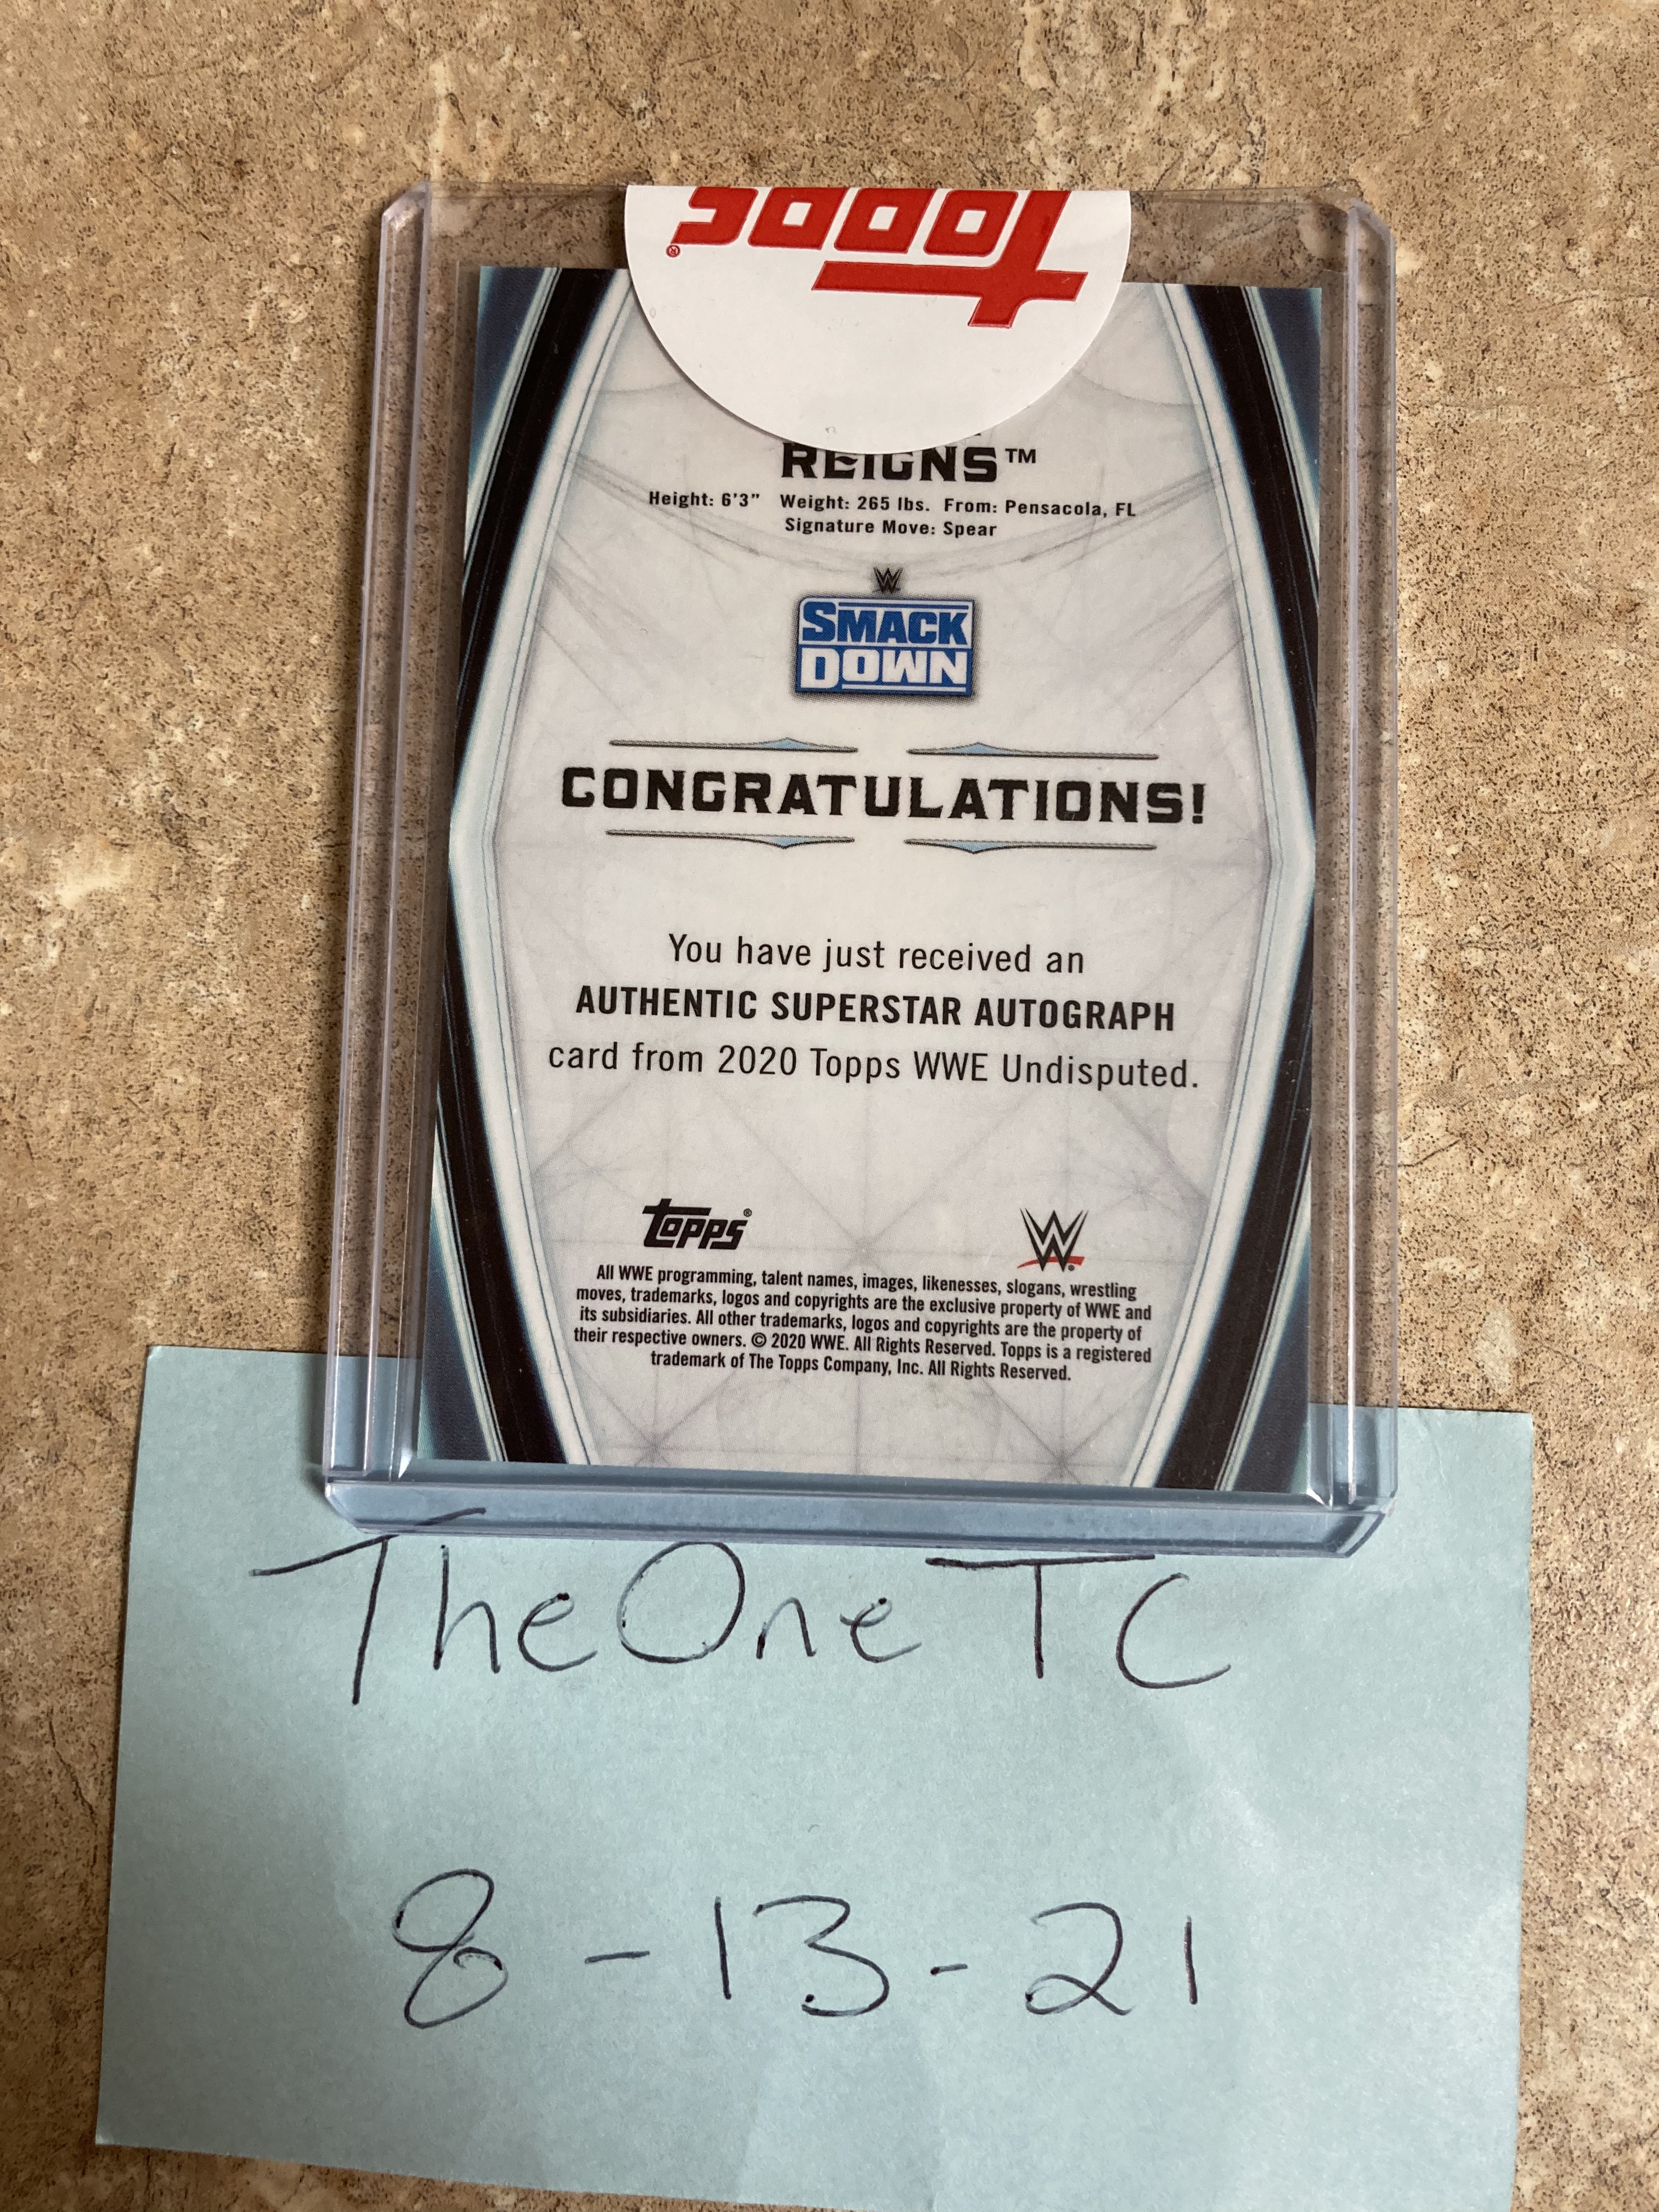 Topps
REIGNS™
Height: 6'3" Weight: 265 lbs. From: Pensacola, FL
Signature Move: Spear
W
SMACK
DOWN
CONGRATULATIONS!
You have just received an
AUTHENTIC SUPERSTAR AUTOGRAPH
card from 2020 Topps WWE Undisputed.
topps® W
All WWE programming, talent names, images, likenesses, slogans, wrestling
moves, trademarks, logos and copyrights are the exclusive property of WWE and
its subsidiaries. All other trademarks, logos and copyrights are the property of
their respective owners. © 2020 WWE. All Rights Reserved. Topps is a registered
trademark of The Topps Company, Inc. All Rights Reserved.
TheOneTC
8-13-21